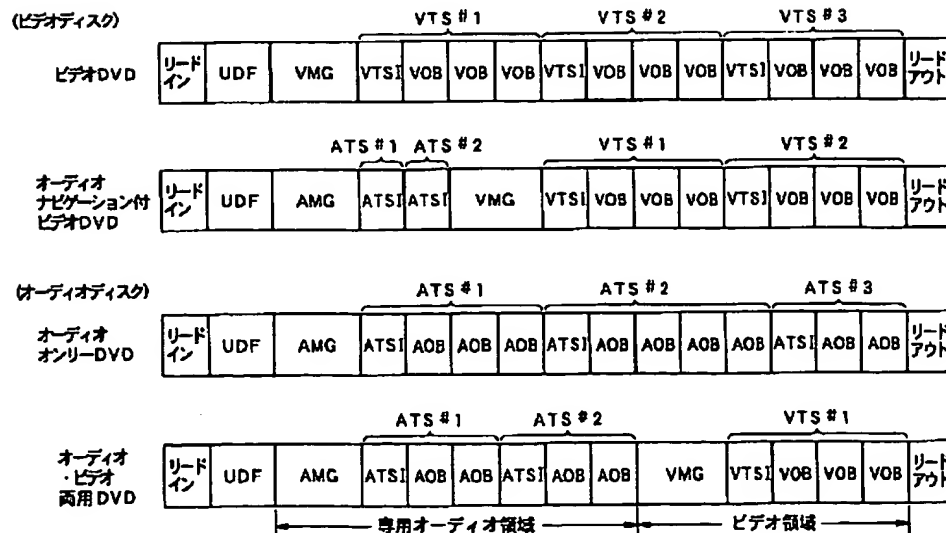 (ビデオディスク)
VTS #1 VTS #2 VTS #3
ビデオDVD リードイン UDF VMG VTSI VOB VOB VOB VTSI VOB VOB VOB VTSI VOB VOB VOB リードアウト
ATS #1 ATS #2 VTS #1 VTS #2
オーディオ
ナビゲーション付
ビデオDVD
リードイン UDF AMG ATSI ATSI VMG VTSI VOB VOB VOB VTSI VOB VOB VOB リードアウト
(オーディオディスク)
ATS #1 ATS #2 ATS #3
オーディオ
オンリーDVD
リードイン UDF AMG ATSI AOB AOB AOB ATSI AOB AOB AOB AOB ATSI AOB AOB リードアウト
ATS #1 ATS #2 VTS #1
オーディオ
・ビデオ
両用DVD
リードイン UDF AMG ATSI AOB AOB ATSI AOB AOB VMG VTSI VOB VOB VOB リードアウト
専用オーディオ領域 ビデオ領域